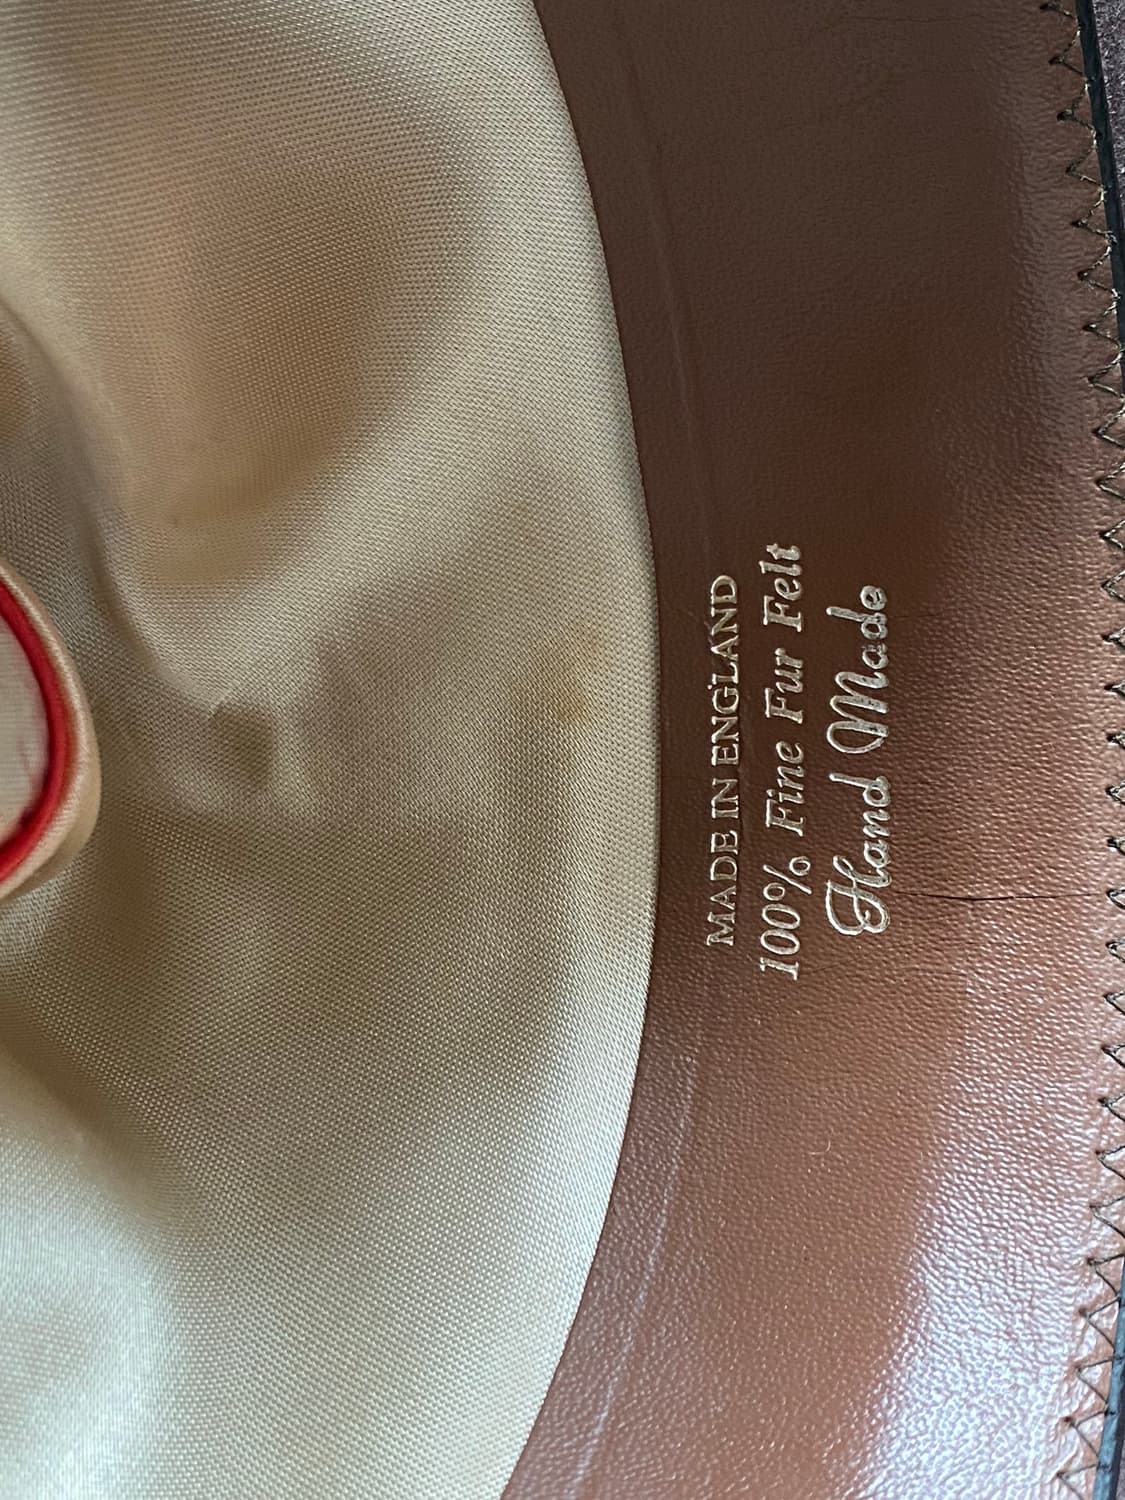 MADE IN ENGLAND
100% Fine Fur Felt
Hand Made